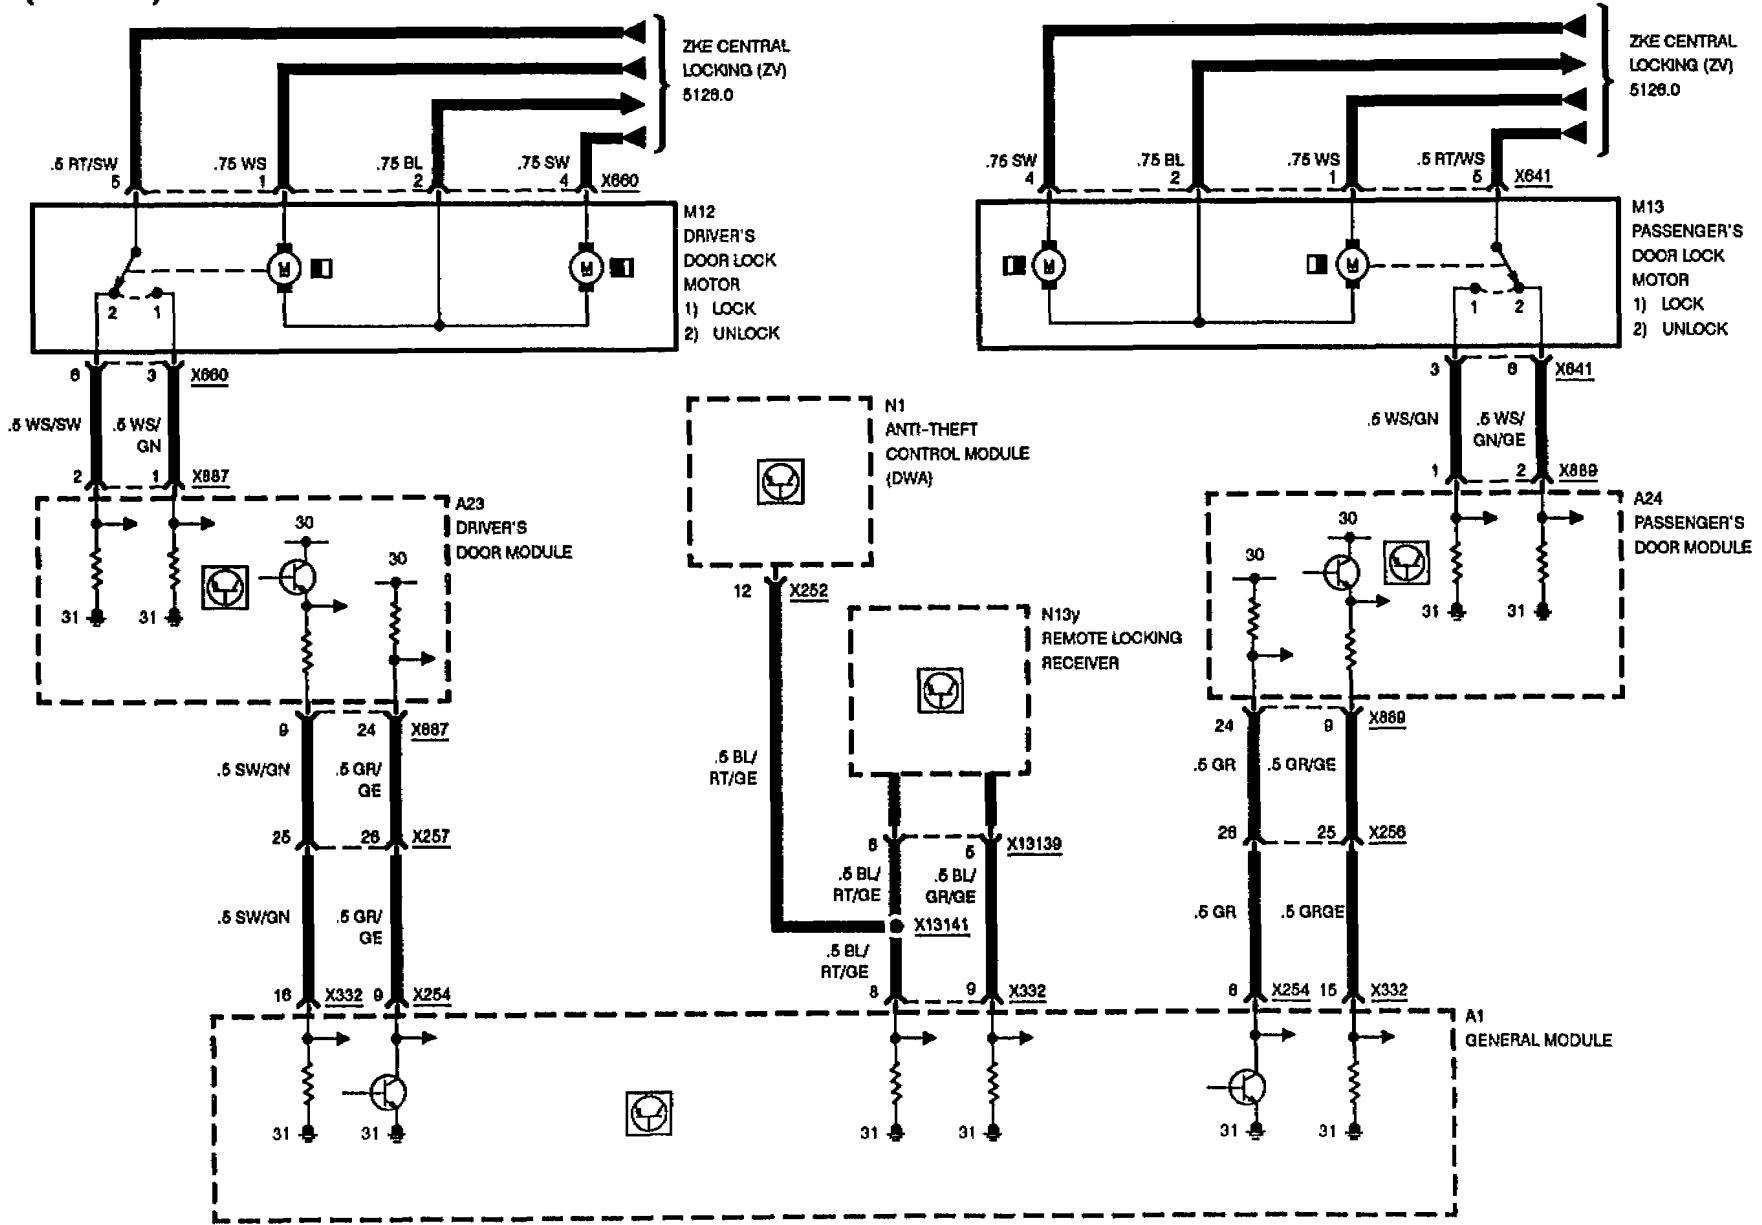 ZKE CENTRAL
LOCKING (ZV)
5126.0
ZKE CENTRAL
LOCKING (ZV)
5126.0
.5 RT/SW
5
.75 WS
1
.75 BL
2
.75 SW
4
X660
.75 SW
4
.75 BL
2
.75 WS
1
.5 RT/WS
5
X641
M12
DRIVER'S
DOOR LOCK
MOTOR
1) LOCK
2) UNLOCK
M
M
2 1
M13
PASSENGER'S
DOOR LOCK
MOTOR
1) LOCK
2) UNLOCK
M
M
1 2
6 3 X660
.5 WS/SW
.5 WS/
GN
2 1 X887
3 6 X641
.5 WS/GN
.5 WS/
GN/GE
1 2 X889
N1
ANTI-THEFT
CONTROL MODULE
(DWA)
12 X252
A23
DRIVER'S
DOOR MODULE
30
30
31 31
A24
PASSENGER'S
DOOR MODULE
30
30
31 31
N13y
REMOTE LOCKING
RECEIVER
9 24 X887
.5 SW/GN
.5 GR/
GE
25 26 X257
.5 SW/GN
.5 GR/
GE
16 X332 9 X254
.5 BL/
RT/GE
6 5 X13139
.5 BL/
RT/GE
.5 BL/
GR/GE
X13141
.5 BL/
RT/GE
8 9 X332
24 9 X889
.5 GR
.5 GR/GE
26 25 X256
.5 GR
.5 GRGE
6 X254 15 X332
A1
GENERAL MODULE
31 31 31 31 31 31